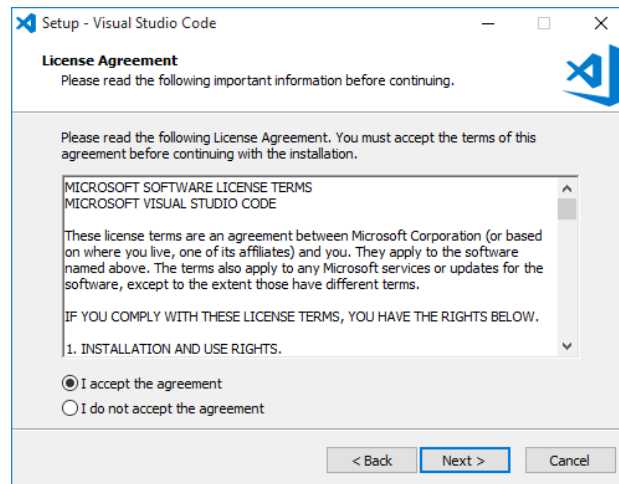 Setup - Visual Studio Code
License Agreement
Please read the following important information before continuing.
Please read the following License Agreement. You must accept the terms of this
agreement before continuing with the installation.
MICROSOFT SOFTWARE LICENSE TERMS
MICROSOFT VISUAL STUDIO CODE
These license terms are an agreement between Microsoft Corporation (or based
on where you live, one of its affiliates) and you. They apply to the software
named above. The terms also apply to any Microsoft services or updates for the
software, except to the extent those have different terms.
IF YOU COMPLY WITH THESE LICENSE TERMS, YOU HAVE THE RIGHTS BELOW.
1. INSTALLATION AND USE RIGHTS.
I accept the agreement
I do not accept the agreement
< Back Next > Cancel